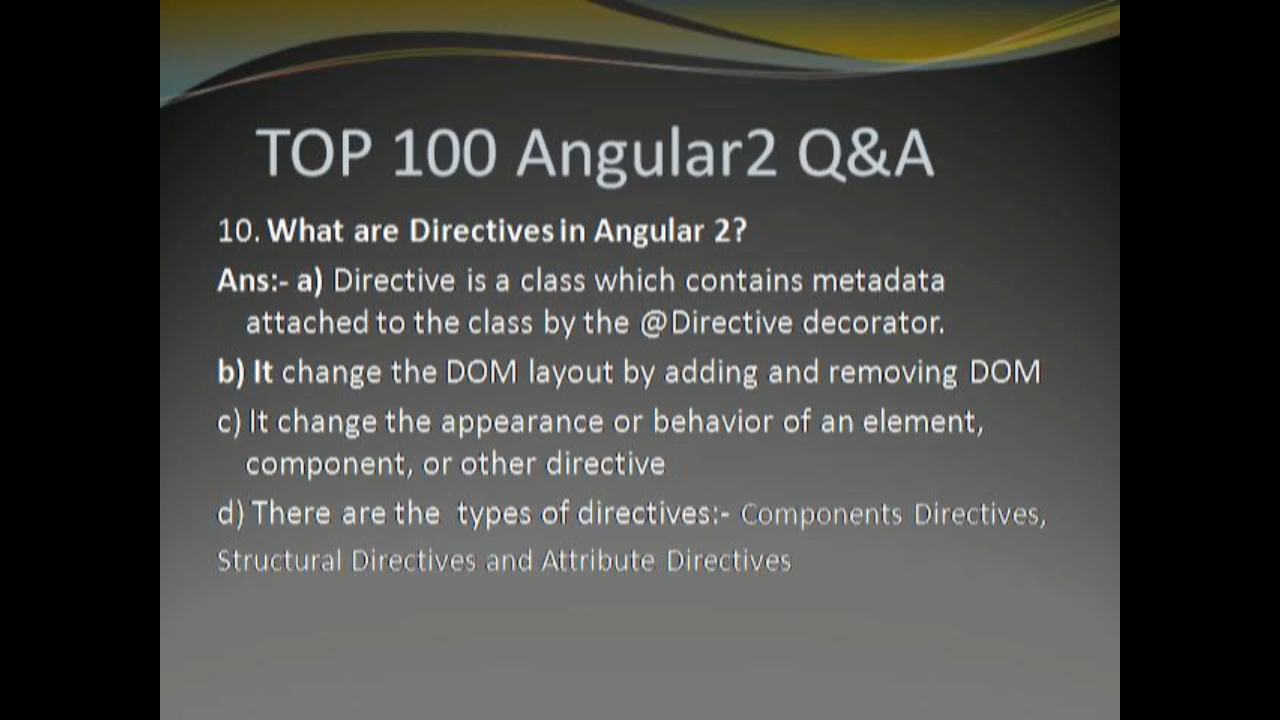 TOP 100 Angular2 Q&A
10. What are Directives in Angular 2?
Ans:- a) Directive is a class which contains metadata
attached to the class by the @Directive decorator.
b) It change the DOM layout by adding and removing DOM
c) It change the appearance or behavior of an element,
component, or other directive
d) There are the types of directives:- Components Directives,
Structural Directives and Attribute Directives